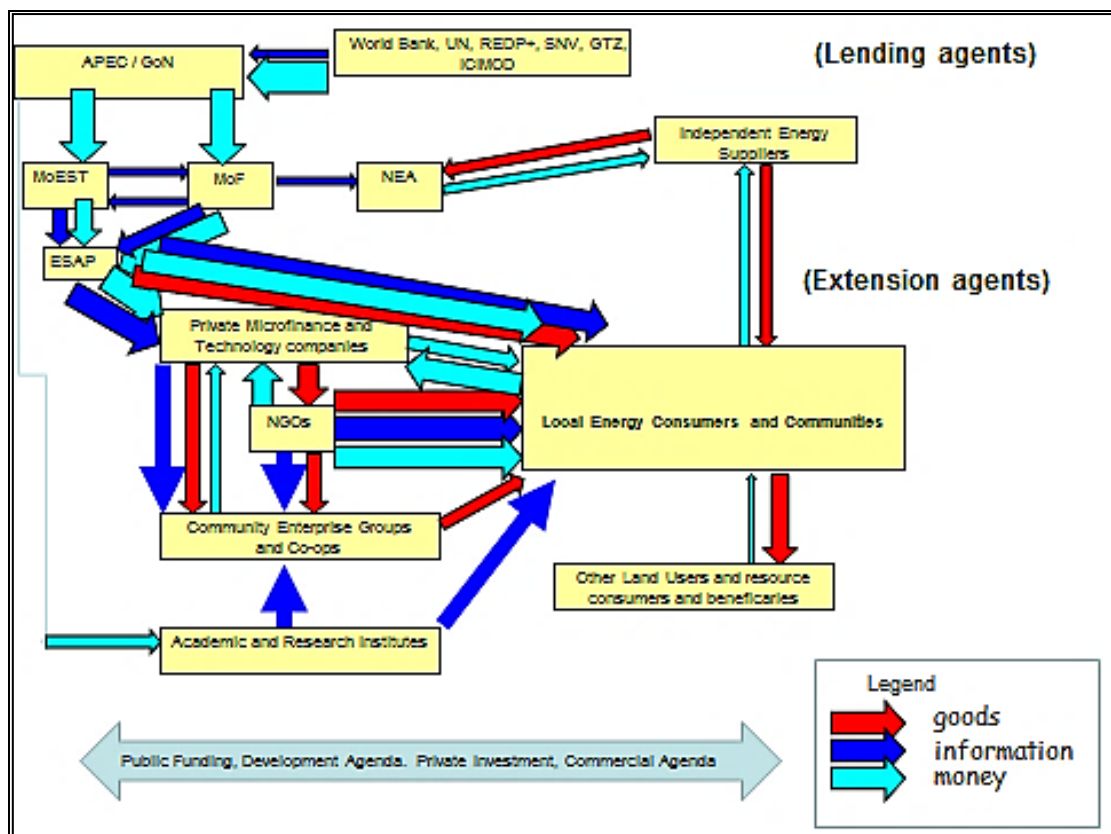 World Bank, UN, REDP+, SNV, GTZ,
ICIMOD
(Lending agents)
APEC / GoN
Independent Energy
Suppliers
MoEST
MoF
NEA
ESAP
(Extension agents)
Private Microfinance and
Technology companies
Local Energy Consumers and Communities
NGOs
Community Enterprise Groups
and Co-ops
Other Land Users and resource
consumers and beneficaries
Academic and Research Institutes
Legend
goods
information
money
Public Funding, Development Agenda. Private Investment, Commercial Agenda